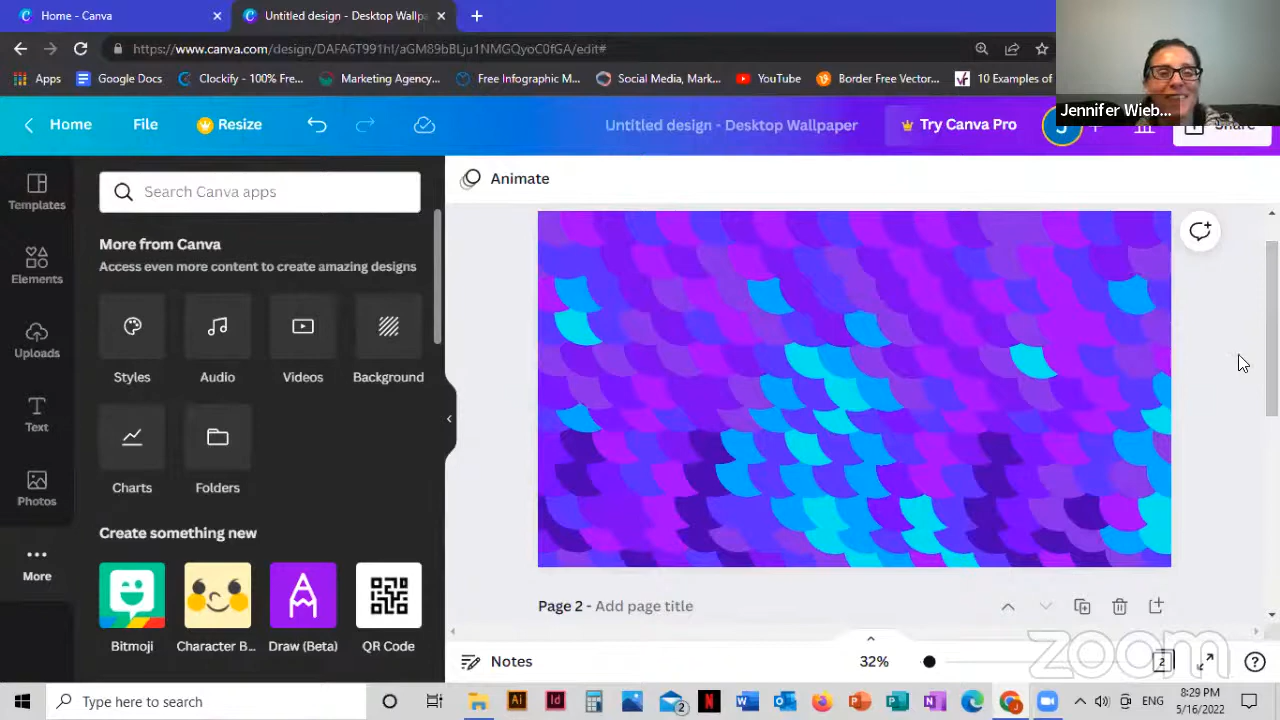 Home - Canva
Untitled design - Desktop Wallpa
https://www.canva.com/design/DAFA6T991hI/aGM89bBLju1NMGQyoC0fGA/edit#
Apps
Google Docs
Clockify - 100% Fre...
Marketing Agency,...
Free Infographic M...
Social Media, Mark...
YouTube
Border Free Vector...
10 Examples of
Jennifer Wieb...
Home
File
Resize
Untitled design - Desktop Wallpaper
Try Canva Pro
Share
Templates
Elements
Uploads
Text
Photos
More
Search Canva apps
More from Canva
Access even more content to create amazing designs
Styles
Audio
Videos
Background
Charts
Folders
Create something new
Bitmoji
Character B...
Draw (Beta)
QR Code
Animate
Page 2 - Add page title
Notes
32%
2
zoom
Type here to search
Ai
Id
2
N
W
ENG
8:29 PM
5/16/2022